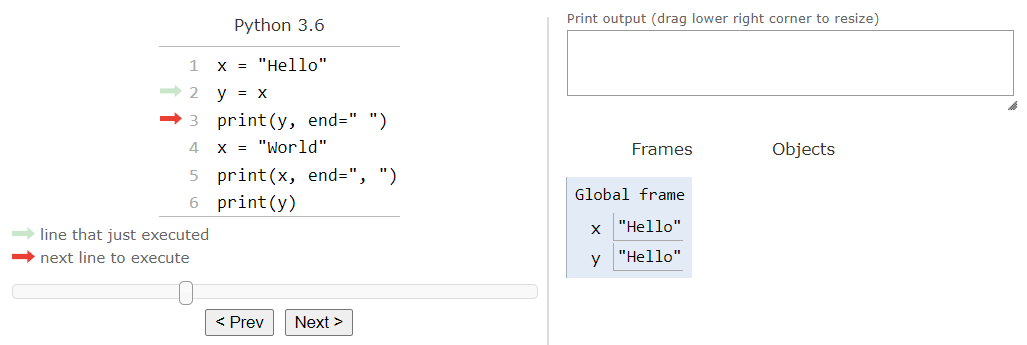 Python 3.6
1 x = "Hello"
2 y = x
3 print(y, end=" ")
4 x = "World"
5 print(x, end=", ")
6 print(y)
line that just executed
next line to execute
< Prev Next >
Print output (drag lower right corner to resize)
Frames Objects
Global frame
x "Hello"
y "Hello"